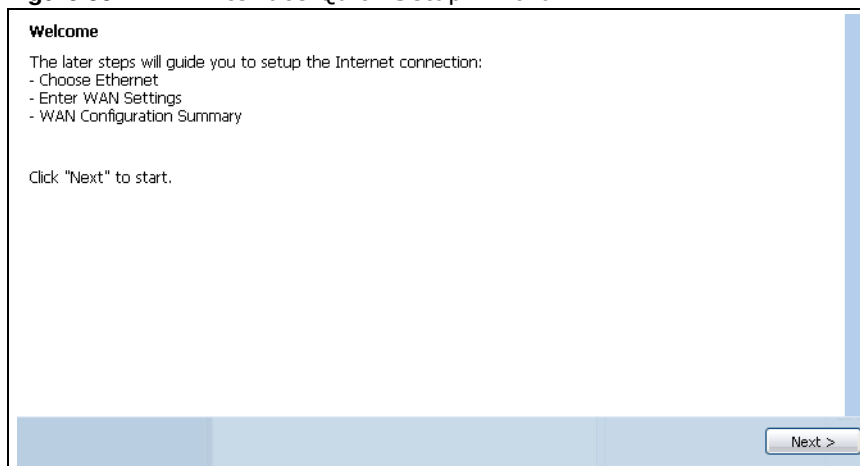 Welcome
The later steps will guide you to setup the Internet connection:
- Choose Ethernet
- Enter WAN Settings
- WAN Configuration Summary
Click "Next" to start.
Next >